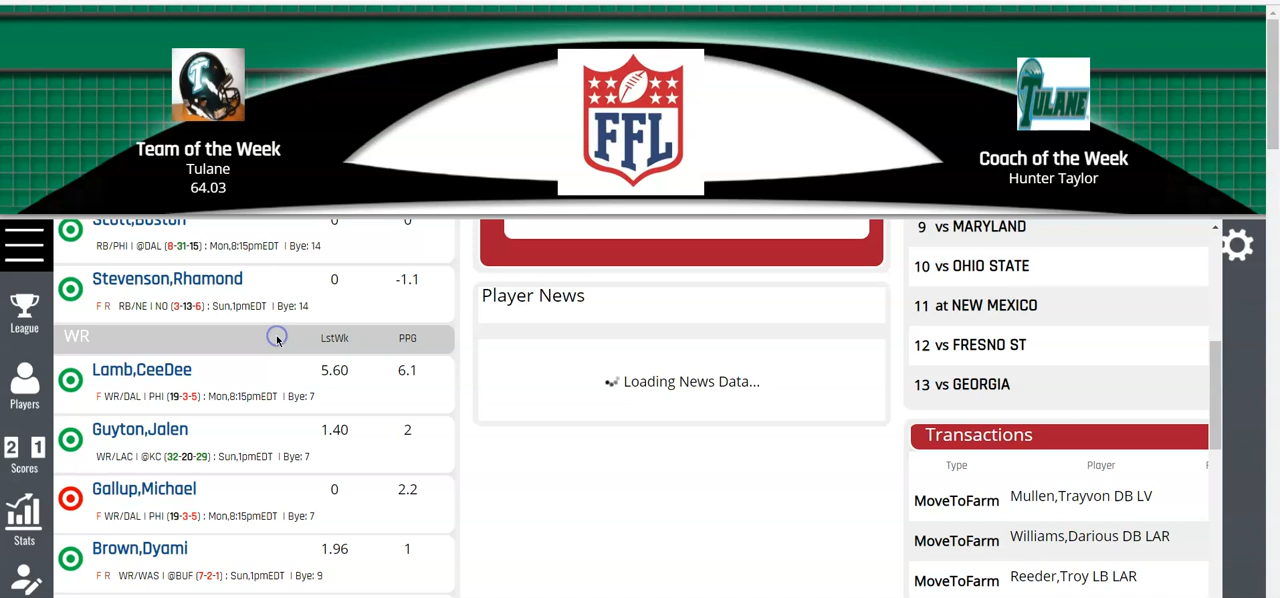 Team of the Week
Tulane
64.03
FFL
TULANE
Coach of the Week
Hunter Taylor
League
Players
2 1
Scores
Stats
Scott,Boston 0 0
RB/PHI | @DAL (8-31-15) : Mon,8:15pmEDT | Bye: 14
Stevenson,Rhamond 0 -1.1
F R RB/NE | NO (3-13-6) : Sun,1pmEDT | Bye: 14
WR LstWk PPG
Lamb,CeeDee 5.60 6.1
F WR/DAL | PHI (19-3-5) : Mon,8:15pmEDT | Bye: 7
Guyton,Jalen 1.40 2
WR/LAC | @KC (32-20-29) : Sun,1pmEDT | Bye: 7
Gallup,Michael 0 2.2
F WR/DAL | PHI (19-3-5) : Mon,8:15pmEDT | Bye: 7
Brown,Dyami 1.96 1
F R WR/WAS | @BUF (7-2-1) : Sun,1pmEDT | Bye: 9
Player News
Loading News Data...
9 vs MARYLAND
10 vs OHIO STATE
11 at NEW MEXICO
12 vs FRESNO ST
13 vs GEORGIA
Transactions
Type Player
MoveToFarm Mullen,Trayvon DB LV
MoveToFarm Williams,Darious DB LAR
MoveToFarm Reeder,Troy LB LAR